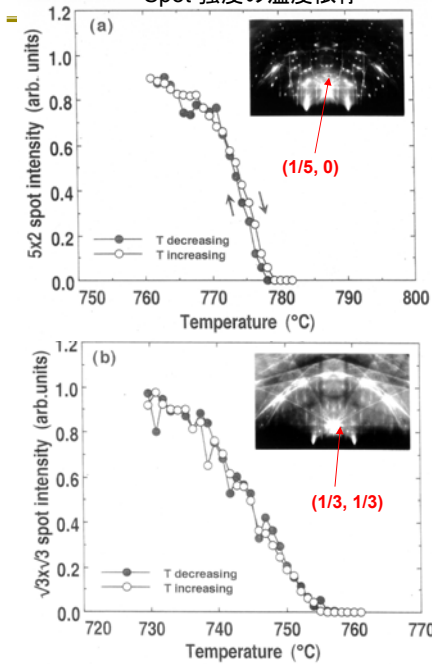 Spot 強度の温度依存
(a)
5x2 spot intensity (arb. units)
1.2
1.0
0.8
0.6
0.4
0.2
0.0
(1/5, 0)
T decreasing
T increasing
750 760 770 780 790 800
Temperature (°C)
(b)
√3x√3 spot intensity (arb.units)
1.2
1.0
0.8
0.6
0.4
0.2
0.0
(1/3, 1/3)
T decreasing
T increasing
720 730 740 750 760 770
Temperature (°C)